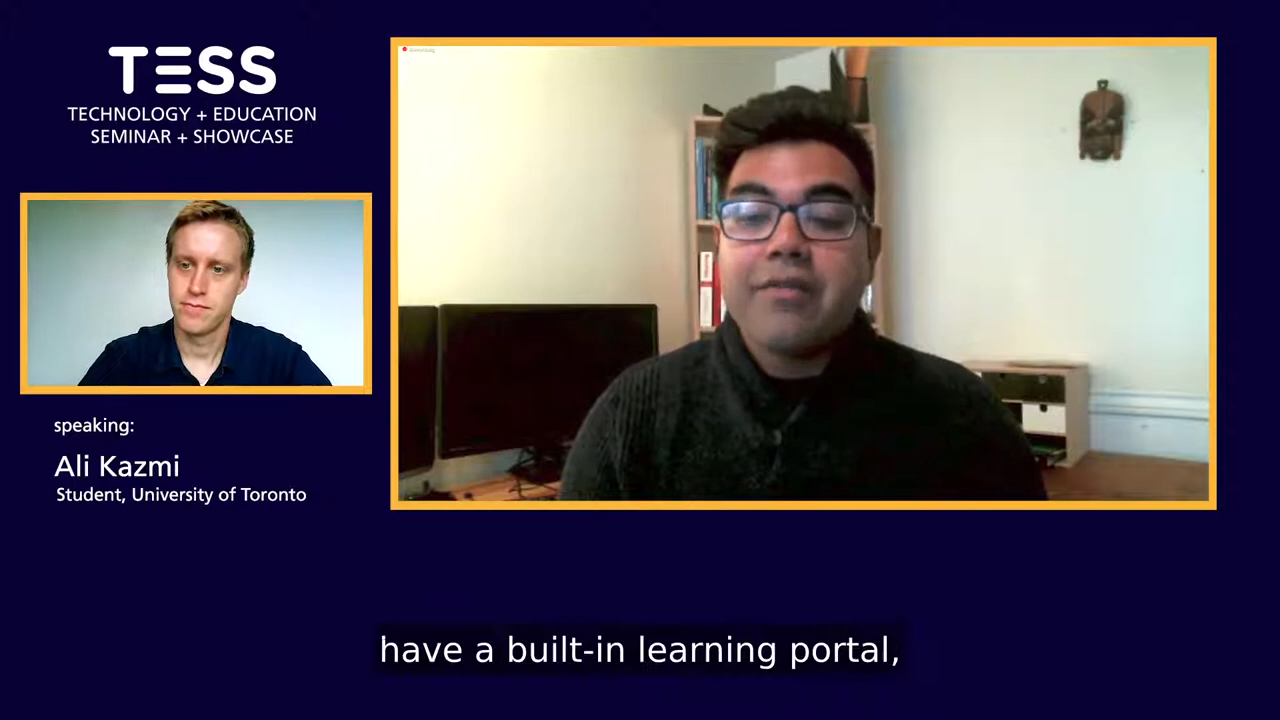 TESS
TECHNOLOGY + EDUCATION
SEMINAR + SHOWCASE
speaking:
Ali Kazmi
Student, University of Toronto
have a built-in learning portal,